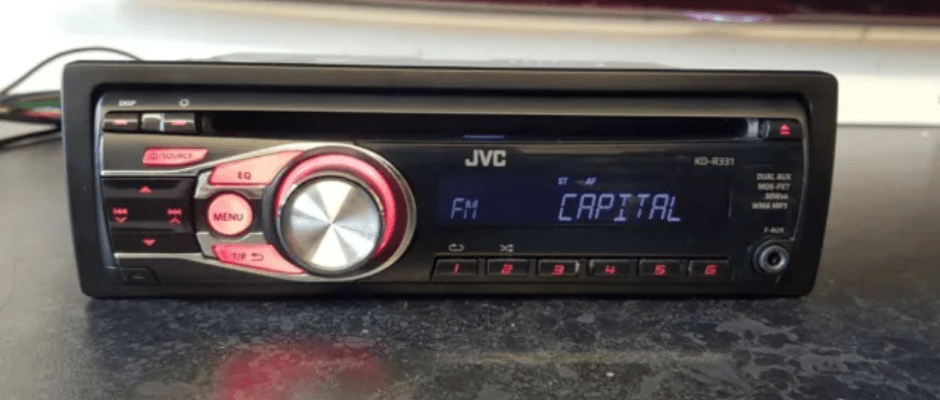 DISP
⏻/SOURCE
EQ
MENU
T/P
JVC
KD-R331
ST AF
FM CAPITAL
DUAL AUX
MOS-FET
50Wx4
WMA MP3
F-AUX
1 2 3 4 5 6